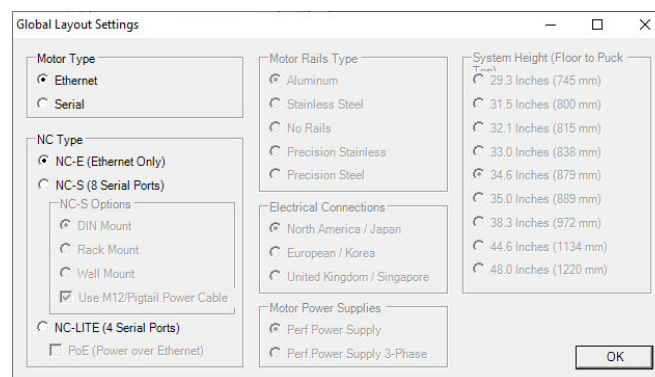 Global Layout Settings
Motor Type
Ethernet
Serial
NC Type
NC-E (Ethernet Only)
NC-S (8 Serial Ports)
NC-S Options
DIN Mount
Rack Mount
Wall Mount
Use M12/Pigtail Power Cable
NC-LITE (4 Serial Ports)
PoE (Power over Ethernet)
Motor Rails Type
Aluminum
Stainless Steel
No Rails
Precision Stainless
Precision Steel
Electrical Connections
North America / Japan
European / Korea
United Kingdom / Singapore
Motor Power Supplies
Perf Power Supply
Perf Power Supply 3-Phase
System Height (Floor to Puck
Top)
29.3 Inches (745 mm)
31.5 Inches (800 mm)
32.1 Inches (815 mm)
33.0 Inches (838 mm)
34.6 Inches (879 mm)
35.0 Inches (889 mm)
38.3 Inches (972 mm)
44.6 Inches (1134 mm)
48.0 Inches (1220 mm)
OK